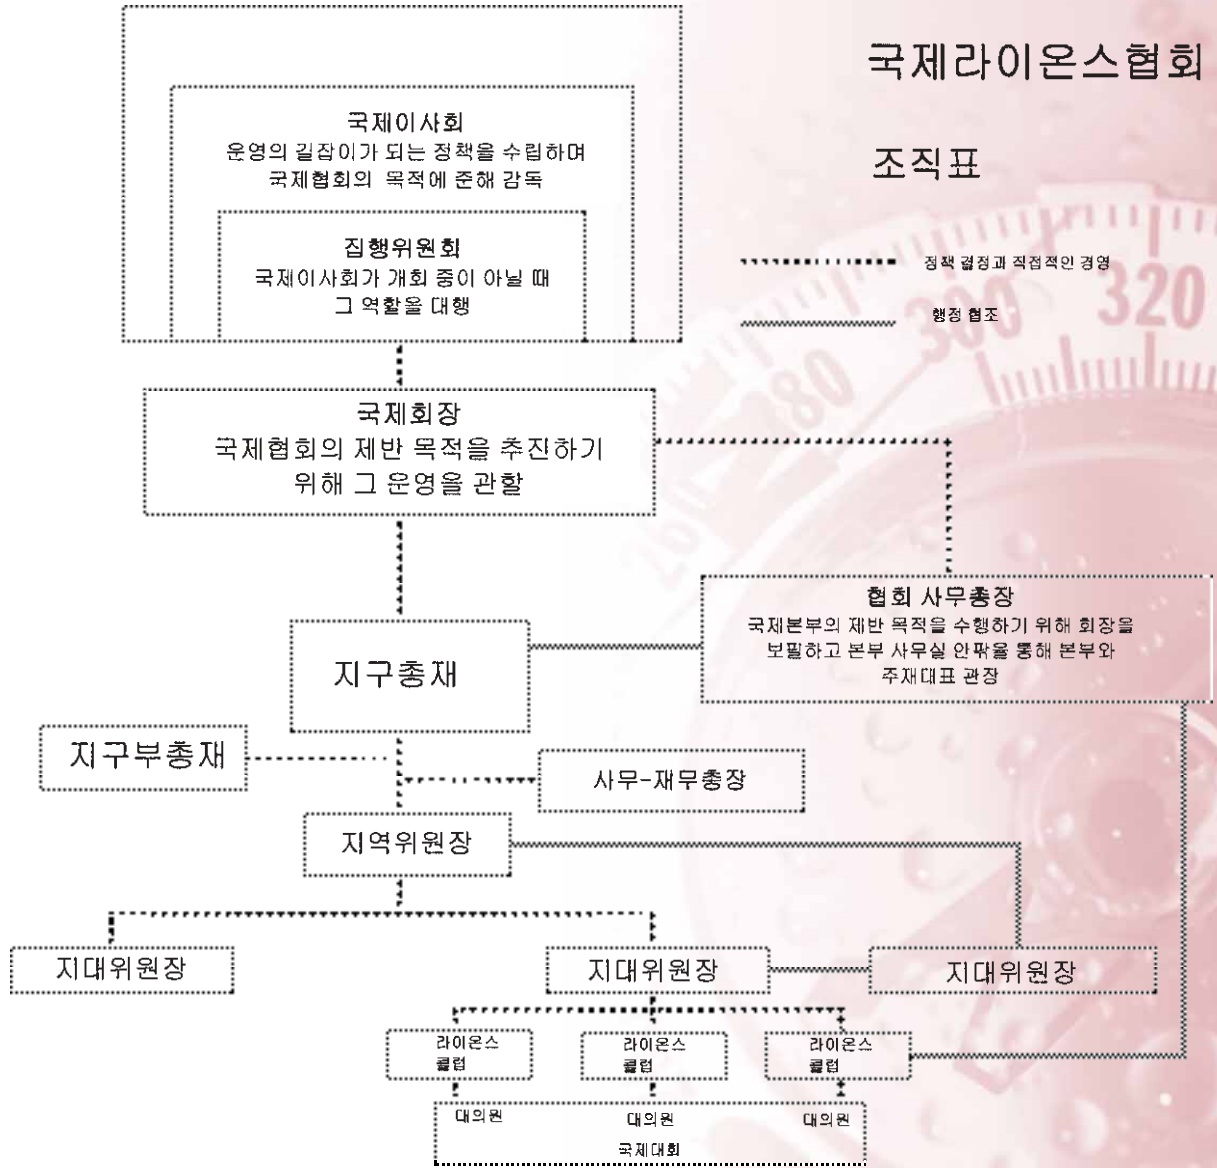 국제라이온스협회
조직표
국제이사회
운영의 길잡이가 되는 정책을 수립하며
국제협회의 목적에 준해 감독
집행위원회
국제이사회가 개회 중이 아닐 때
그 역할을 대행
정책 결정과 직접적인 경영
행정 협조
국제회장
국제협회의 제반 목적을 추진하기
위해 그 운영을 관할
협회 사무총장
국제본부의 제반 목적을 수행하기 위해 회장을
보필하고 본부 사무실 안팎을 통해 본부와
주재대표 관장
지구총재
지구부총재
사무-재무총장
지역위원장
지대위원장
지대위원장
지대위원장
라이온스
클럽
라이온스
클럽
라이온스
클럽
대의원
대의원
대의원
국제대회
320
300
280
260